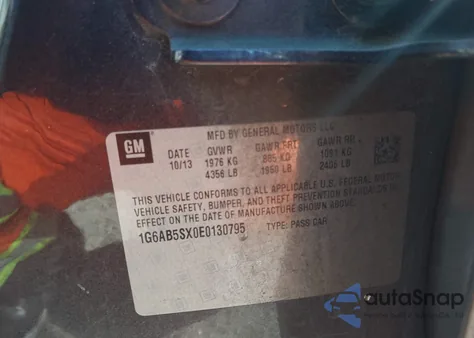 MFD BY GENERAL MOTORS LLC
GM
DATE GVWR GAWR FRT GAWR RR
10/13 1976 KG 885 KG 1091 KG
4356 LB 1950 LB 2406 LB
THIS VEHICLE CONFORMS TO ALL APPLICABLE U.S. FEDERAL MOTOR
VEHICLE SAFETY, BUMPER, AND THEFT PREVENTION STANDARDS IN
EFFECT ON THE DATE OF MANUFACTURE SHOWN ABOVE.
1G6AB5SX0E0130795 TYPE: PASS CAR
autoSnap